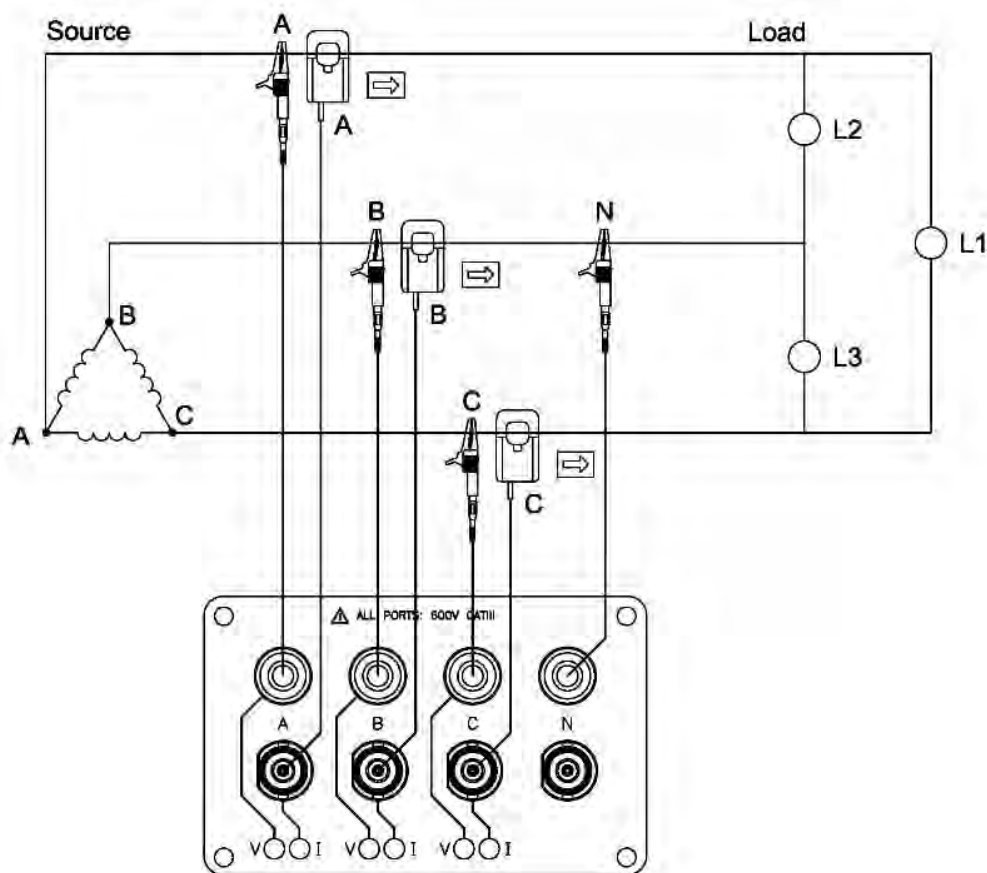 Source
A
Load
A
L2
B
N
L1
B
B
L3
C
A
C
C
⚠ ALL PORTS: 600V CATIII
A B C N
V I V I V I